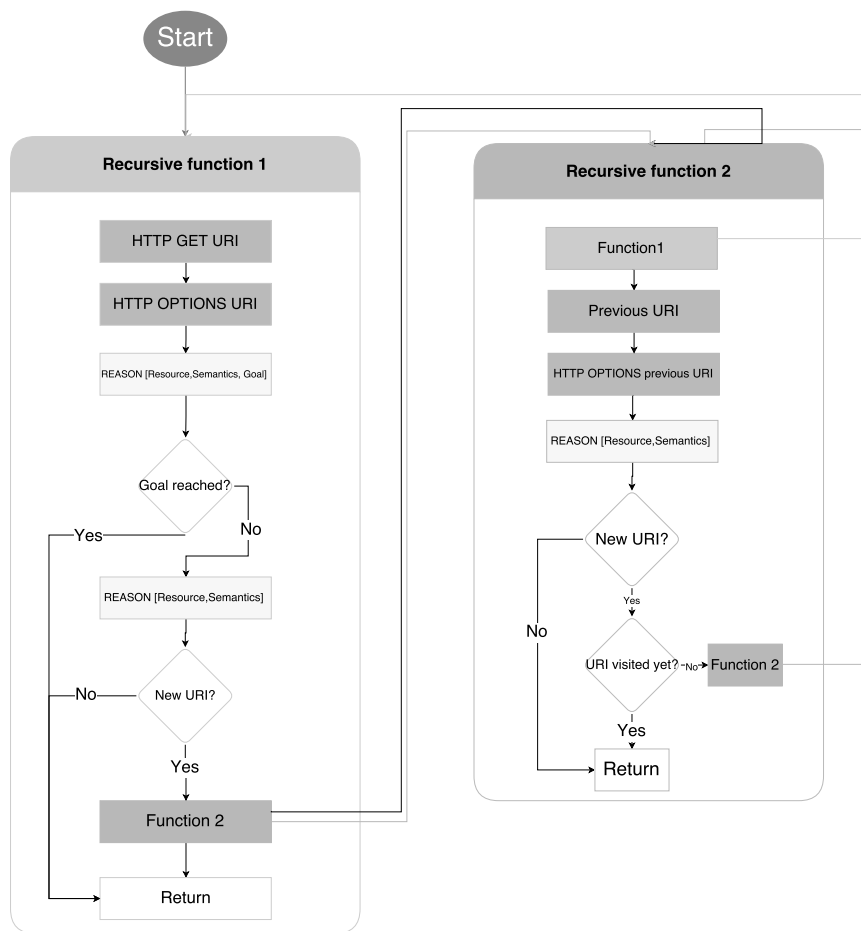 Start
Recursive function 1
HTTP GET URI
HTTP OPTIONS URI
REASON [Resource,Semantics, Goal]
Goal reached?
Yes
No
REASON [Resource,Semantics]
New URI?
No
Yes
Function 2
Return
Recursive function 2
Function1
Previous URI
HTTP OPTIONS previous URI
REASON [Resource,Semantics]
New URI?
Yes
No
URI visited yet?
No
Function 2
Yes
Return